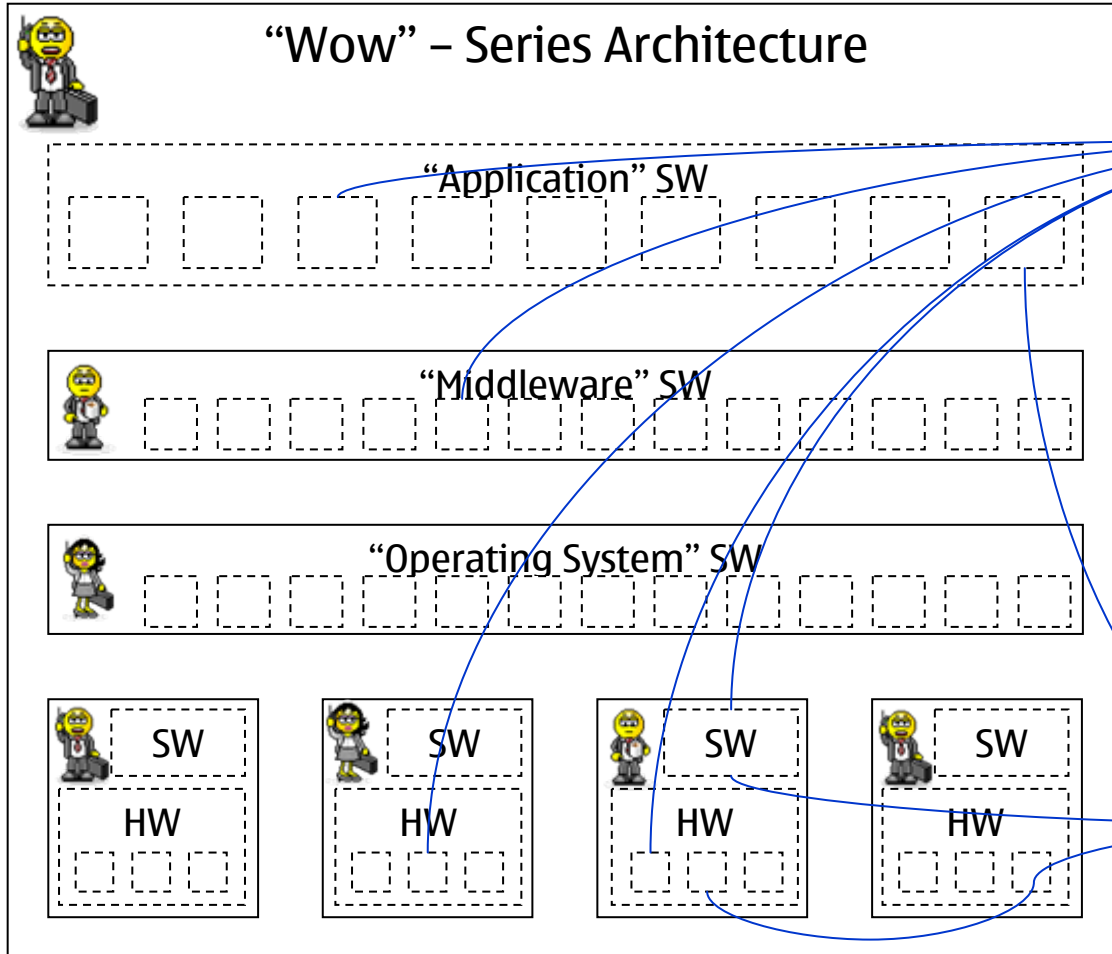 “Wow” – Series Architecture
“Application” SW
“Middleware” SW
“Operating System” SW
SW
SW
SW
SW
HW
HW
HW
HW